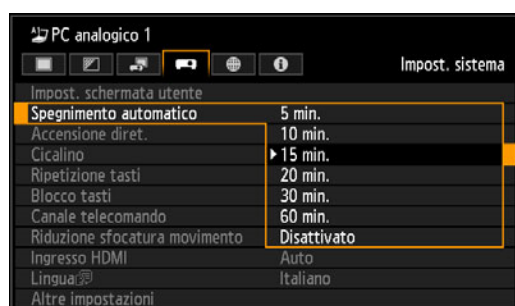 PC analogico 1
Impost. sistema
Impost. schermata utente
Spegnimento automatico 5 min.
Accensione diret. 10 min.
Cicalino 15 min.
Ripetizione tasti 20 min.
Blocco tasti 30 min.
Canale telecomando 60 min.
Riduzione sfocatura movimento Disattivato
Ingresso HDMI Auto
Lingua Italiano
Altre impostazioni